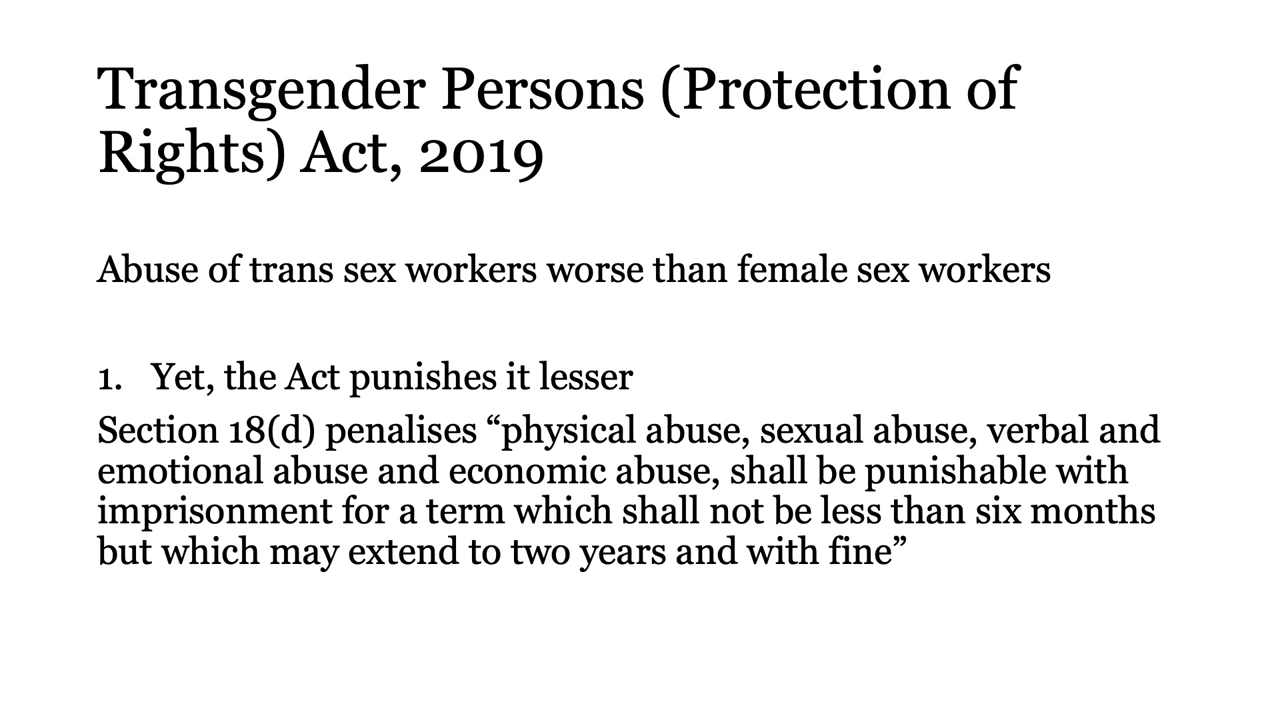 Transgender Persons (Protection of
Rights) Act, 2019
Abuse of trans sex workers worse than female sex workers
1. Yet, the Act punishes it lesser
Section 18(d) penalises “physical abuse, sexual abuse, verbal and
emotional abuse and economic abuse, shall be punishable with
imprisonment for a term which shall not be less than six months
but which may extend to two years and with fine”